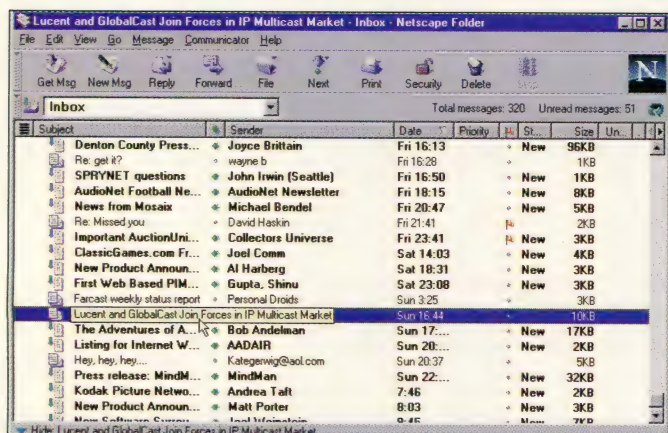 Lucent and GlobalCast Join Forces in IP Multicast Market - Inbox - Netscape Folder
File Edit View Go Message Communicator Help
Get Msg New Msg Reply Forward File Next Print Security Delete Stop
N
Inbox Total messages: 320 Unread messages: 51
Subject Sender Date Priority St... Size Un...
Denton County Press... Joyce Brittain Fri 16:13 New 96KB
Re: get it? wayne b Fri 16:28 1KB
SPRYNET questions John Irwin (Seattle) Fri 16:50 New 1KB
AudioNet Football Ne... AudioNet Newsletter Fri 18:15 New 8KB
News from Mosaix Michael Bendel Fri 20:47 New 5KB
Re: Missed you David Haskin Fri 21:41 2KB
Important AuctionUni... Collectors Universe Fri 23:41 New 3KB
ClassicGames.com Fr... Joel Comm Sat 14:03 New 4KB
New Product Announ... Al Harberg Sat 18:31 New 3KB
First Web Based PIM... Gupta, Shinu Sat 23:08 New 3KB
Farcast weekly status report Personal Droids Sun 3:25 3KB
Lucent and GlobalCast Join Forces in IP Multicast Market Sun 16:44 10KB
The Adventures of A... Bob Andelman Sun 17:... New 17KB
Listing for Internet W... AADAIR Sun 20:... New 2KB
Hey, hey, hey.... Kategerwig@aol.com Sun 20:37 5KB
Press release: MindM... MindMan Sun 22:... New 32KB
Kodak Picture Netwo... Andrea Taft 7:46 New 2KB
New Product Announ... Matt Porter 8:03 New 3KB
New Software Survey... Joel Weinstein 9:45 New 7KB
Hide: Lucent and GlobalCast Join Forces in IP Multicast Market